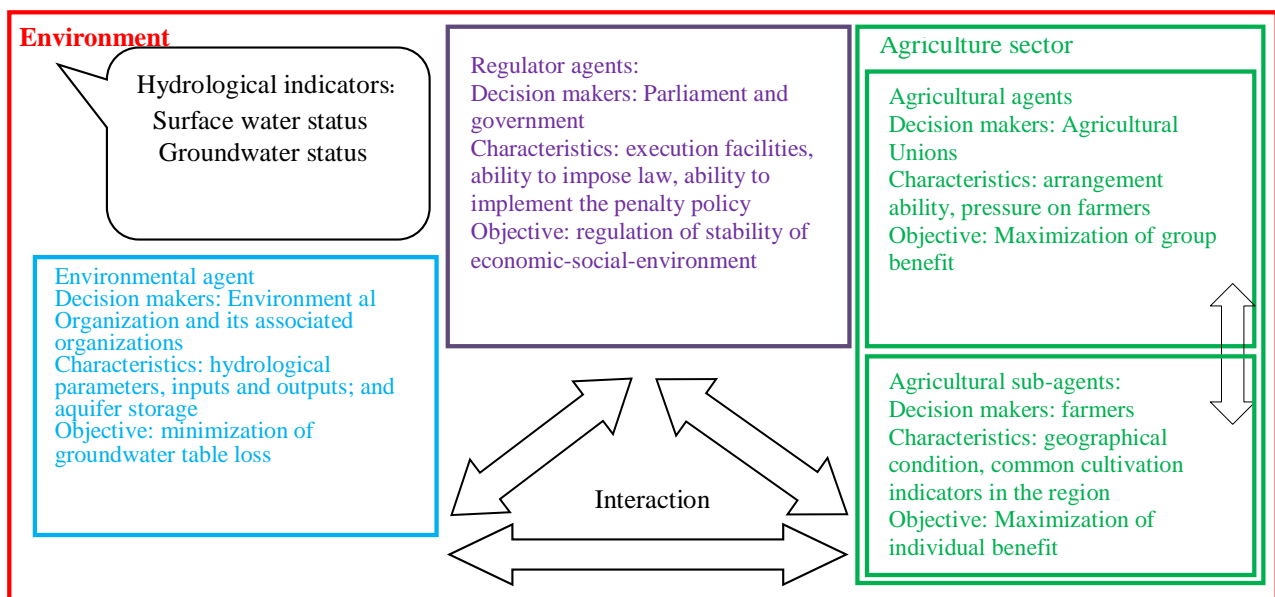 Environment
Hydrological indicators:
Surface water status
Groundwater status
Environmental agent
Decision makers: Environment al
Organization and its associated
organizations
Characteristics: hydrological
parameters, inputs and outputs; and
aquifer storage
Objective: minimization of
groundwater table loss
Regulator agents:
Decision makers: Parliament and
government
Characteristics: execution facilities,
ability to impose law, ability to
implement the penalty policy
Objective: regulation of stability of
economic-social-environment
Interaction
Agriculture sector
Agricultural agents
Decision makers: Agricultural
Unions
Characteristics: arrangement
ability, pressure on farmers
Objective: Maximization of group
benefit
Agricultural sub-agents:
Decision makers: farmers
Characteristics: geographical
condition, common cultivation
indicators in the region
Objective: Maximization of
individual benefit